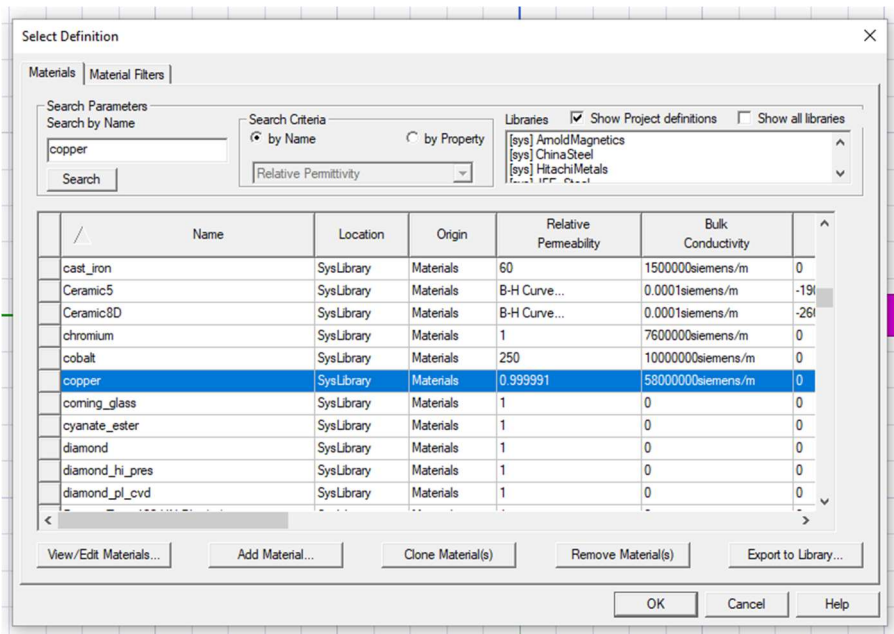 Select Definition
Materials Material Filters
Search Parameters
Search by Name
copper
Search
Search Criteria
by Name by Property
Relative Permittivity
Libraries Show Project definitions Show all libraries
[sys] ArnoldMagnetics
[sys] ChinaSteel
[sys] HitachiMetals
Name Location Origin Relative Permeability Bulk Conductivity
cast_iron SysLibrary Materials 60 1500000siemens/m 0
Ceramic5 SysLibrary Materials B-H Curve... 0.0001siemens/m -190
Ceramic8D SysLibrary Materials B-H Curve... 0.0001siemens/m
chromium SysLibrary Materials 1 7600000siemens/m 0
cobalt SysLibrary Materials 250 10000000siemens/m 0
copper SysLibrary Materials 0.999991 58000000siemens/m 0
corning_glass SysLibrary Materials 1 0 0
cyanate_ester SysLibrary Materials 1 0 0
diamond SysLibrary Materials 1 0 0
diamond_hi_pres SysLibrary Materials 1 0 0
diamond_pl_cvd SysLibrary Materials 1 0 0
View/Edit Materials... Add Material... Clone Material(s) Remove Material(s) Export to Library...
OK Cancel Help